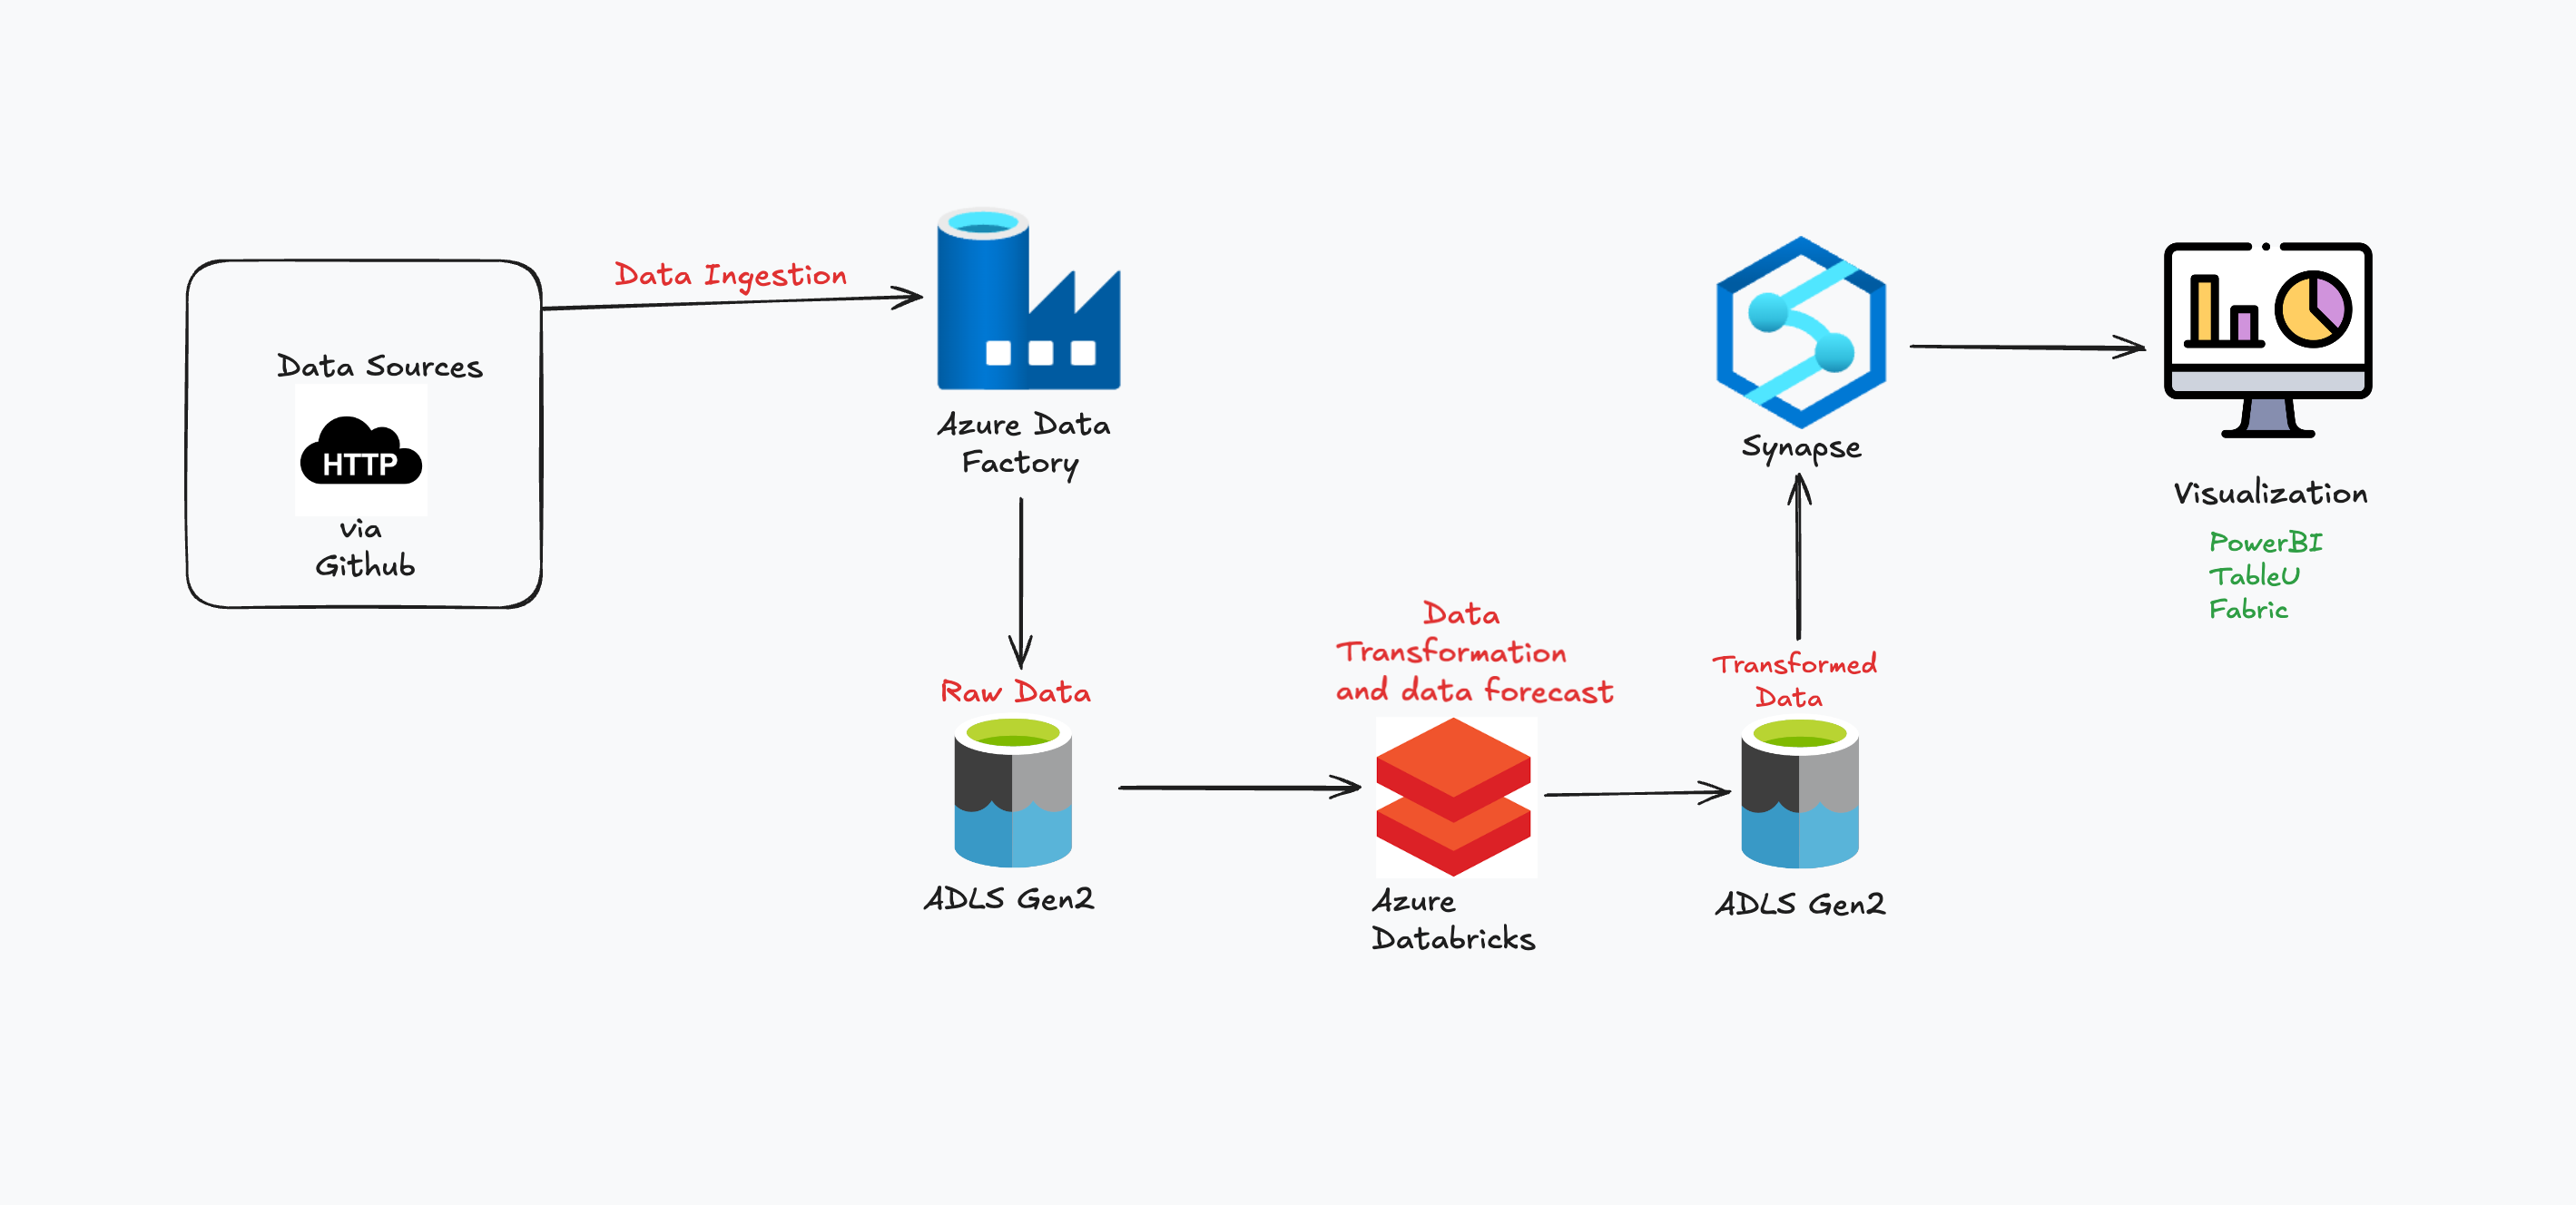 Data Sources
HTTP
via
Github
Data Ingestion
Azure Data
Factory
Raw Data
ADLS Gen2
Data
Transformation
and data forecast
Azure
Databricks
Transformed
Data
ADLS Gen2
Synapse
Visualization
PowerBI
TableU
Fabric